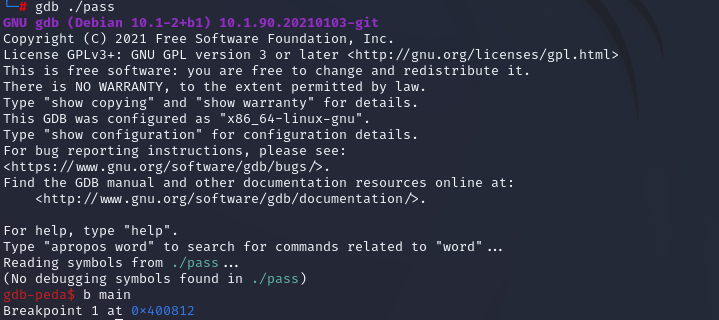 └─# gdb ./pass
GNU gdb (Debian 10.1-2+b1) 10.1.90.20210103-git
Copyright (C) 2021 Free Software Foundation, Inc.
License GPLv3+: GNU GPL version 3 or later <http://gnu.org/licenses/gpl.html>
This is free software: you are free to change and redistribute it.
There is NO WARRANTY, to the extent permitted by law.
Type "show copying" and "show warranty" for details.
This GDB was configured as "x86_64-linux-gnu".
Type "show configuration" for configuration details.
For bug reporting instructions, please see:
<https://www.gnu.org/software/gdb/bugs/>.
Find the GDB manual and other documentation resources online at:
    <http://www.gnu.org/software/gdb/documentation/>.

For help, type "help".
Type "apropos word" to search for commands related to "word"...
Reading symbols from ./pass...
(No debugging symbols found in ./pass)
gdb-peda$ b main
Breakpoint 1 at 0x400812